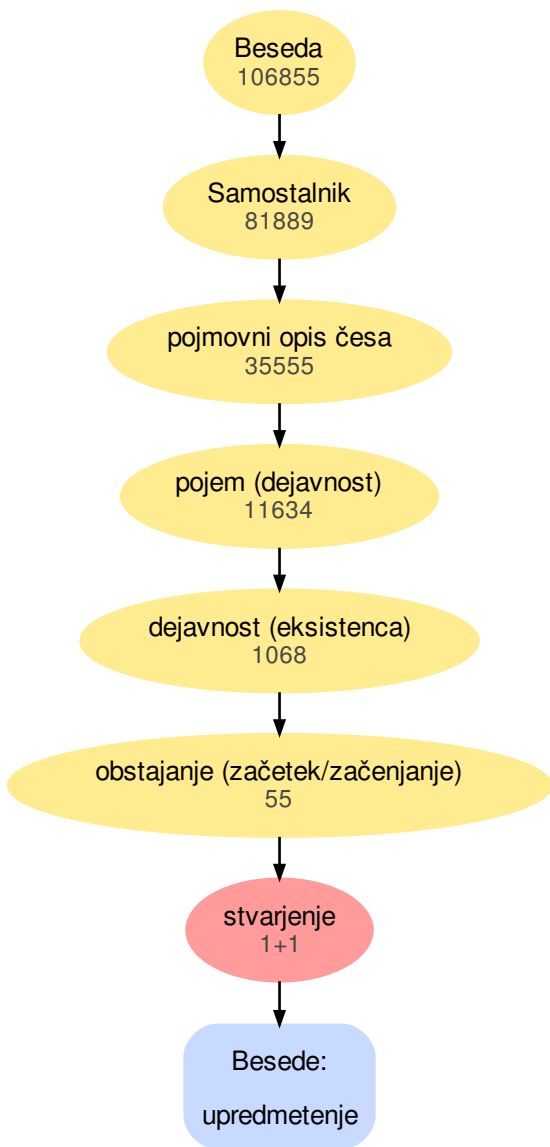 Beseda
106855
Samostalnik
81889
pojmovni opis česa
35555
pojem (dejavnost)
11634
dejavnost (eksistenca)
1068
obstajanje (začetek/začenjanje)
55
stvarjenje
1+1
Besede:
upredmetenje